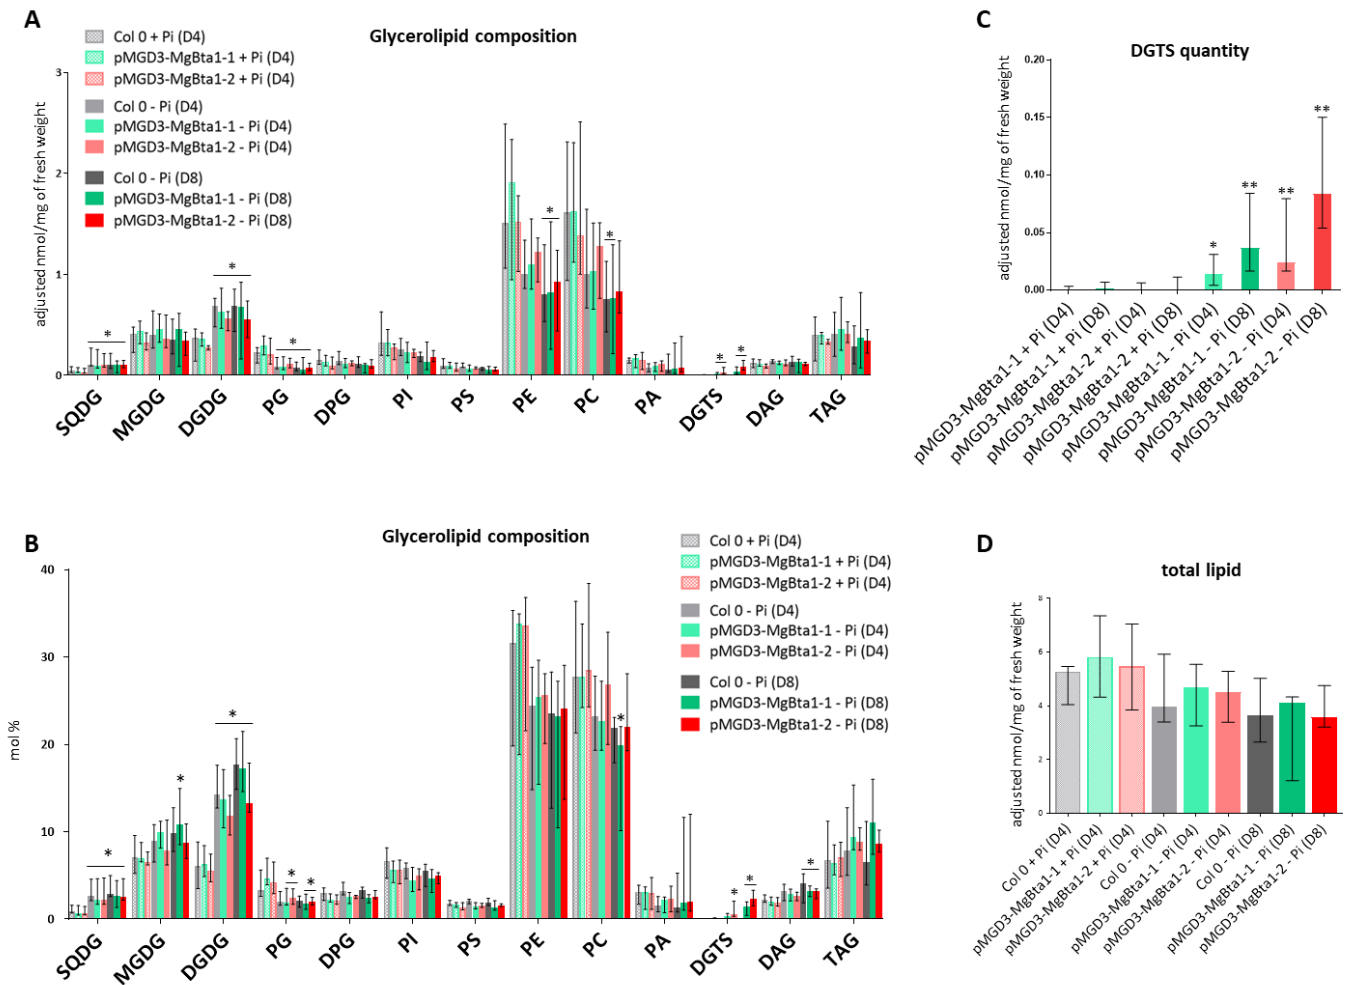 A
Glycerolipid composition
Col 0 + Pi (D4)
pMGD3-MgBta1-1 + Pi (D4)
pMGD3-MgBta1-2 + Pi (D4)
Col 0 - Pi (D4)
pMGD3-MgBta1-1 - Pi (D4)
pMGD3-MgBta1-2 - Pi (D4)
Col 0 - Pi (D8)
pMGD3-MgBta1-1 - Pi (D8)
pMGD3-MgBta1-2 - Pi (D8)
adjusted nmol/mg of fresh weight
3
2
1
0
* * * * * * *
SQDG MGDG DGDG PG DPG PI PS PE PC PA DGTS DAG TAG
C
DGTS quantity
adjusted nmol/mg of fresh weight
0.20
0.15
0.10
0.05
0.00
* ** ** **
pMGD3-MgBta1-1 + Pi (D4)
pMGD3-MgBta1-1 + Pi (D8)
pMGD3-MgBta1-2 + Pi (D4)
pMGD3-MgBta1-2 + Pi (D8)
pMGD3-MgBta1-1 - Pi (D4)
pMGD3-MgBta1-1 - Pi (D8)
pMGD3-MgBta1-2 - Pi (D4)
pMGD3-MgBta1-2 - Pi (D8)
B
Glycerolipid composition
Col 0 + Pi (D4)
pMGD3-MgBta1-1 + Pi (D4)
pMGD3-MgBta1-2 + Pi (D4)
Col 0 - Pi (D4)
pMGD3-MgBta1-1 - Pi (D4)
pMGD3-MgBta1-2 - Pi (D4)
Col 0 - Pi (D8)
pMGD3-MgBta1-1 - Pi (D8)
pMGD3-MgBta1-2 - Pi (D8)
mol %
40
30
20
10
0
* * * * * * * * *
SQDG MGDG DGDG PG DPG PI PS PE PC PA DGTS DAG TAG
D
total lipid
adjusted nmol/mg of fresh weight
8
6
4
2
0
Col 0 + Pi (D4)
pMGD3-MgBta1-1 + Pi (D4)
pMGD3-MgBta1-2 + Pi (D4)
Col 0 - Pi (D4)
pMGD3-MgBta1-1 - Pi (D4)
pMGD3-MgBta1-2 - Pi (D4)
Col 0 - Pi (D8)
pMGD3-MgBta1-1 - Pi (D8)
pMGD3-MgBta1-2 - Pi (D8)